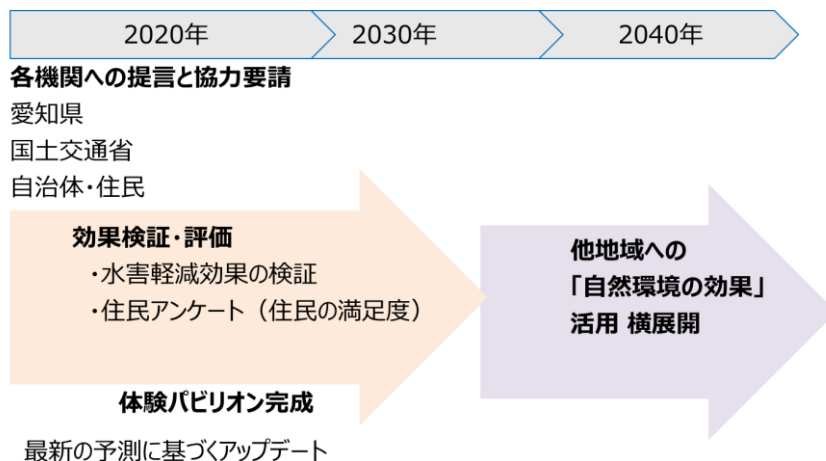 2020年 2030年 2040年
各機関への提言と協力要請
愛知県
国土交通省
自治体・住民
効果検証・評価
・水害軽減効果の検証
・住民アンケート（住民の満足度）
他地域への
「自然環境の効果」
活用 横展開
体験パビリオン完成
最新の予測に基づくアップデート